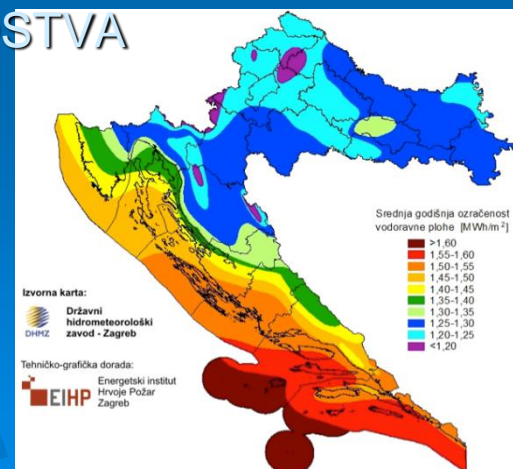 STVA
Srednja godišnja ozračenost
vodoravne plohe [MWh/m²]
>1,60
1,55-1,60
1,50-1,55
1,45-1,50
1,40-1,45
1,35-1,40
1,30-1,35
1,25-1,30
1,20-1,25
<1,20
Izvorna karta:
DHMZ
Državni
hidrometeorološki
zavod - Zagreb
Tehničko-grafička dorada:
EIHP
Energetski institut
Hrvoje Požar
Zagreb